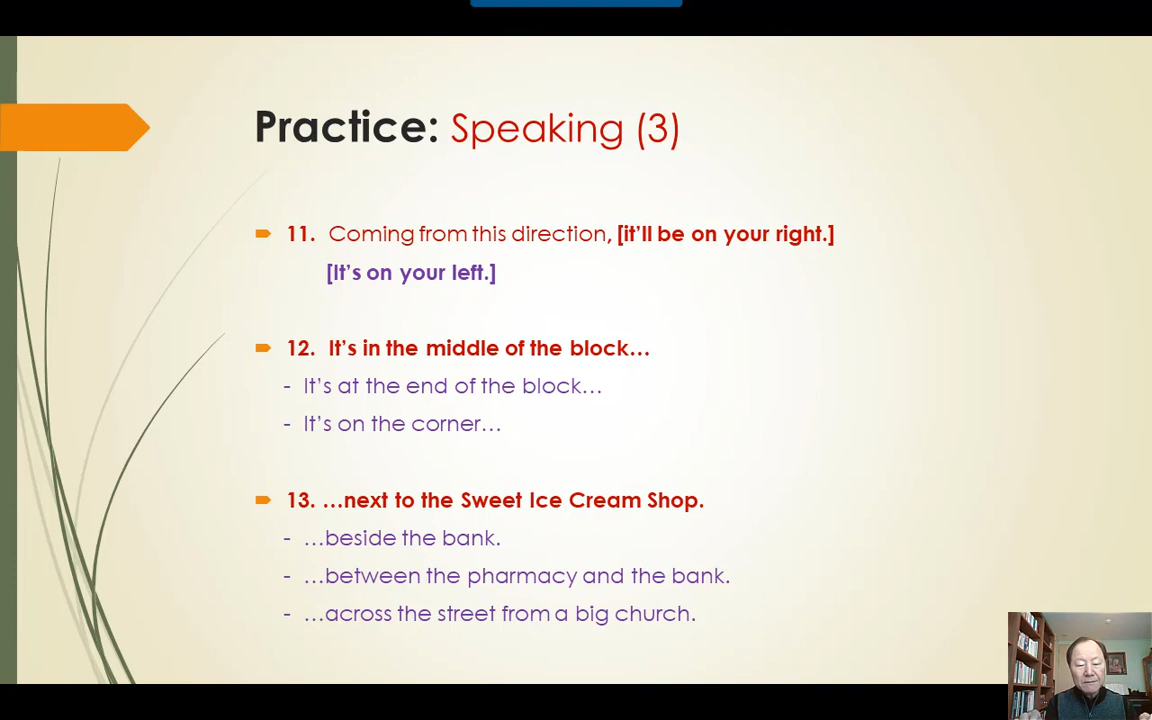 Practice: Speaking (3)
11. Coming from this direction, [it'll be on your right.]
[It's on your left.]
12. It's in the middle of the block…
- It's at the end of the block…
- It's on the corner…
13. …next to the Sweet Ice Cream Shop.
- …beside the bank.
- …between the pharmacy and the bank.
- …across the street from a big church.